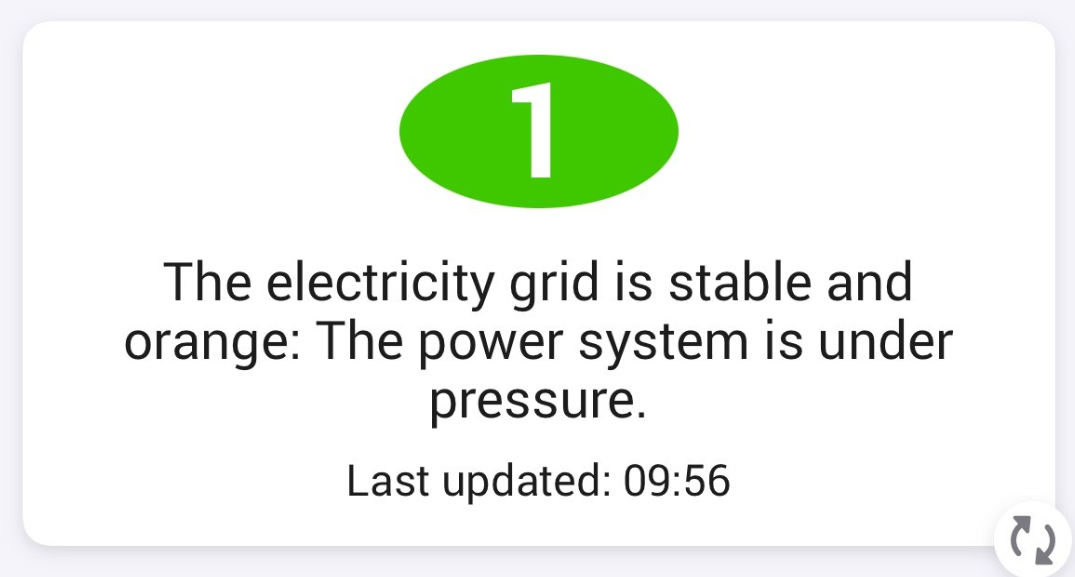 1
The electricity grid is stable and
orange: The power system is under
pressure.
Last updated: 09:56